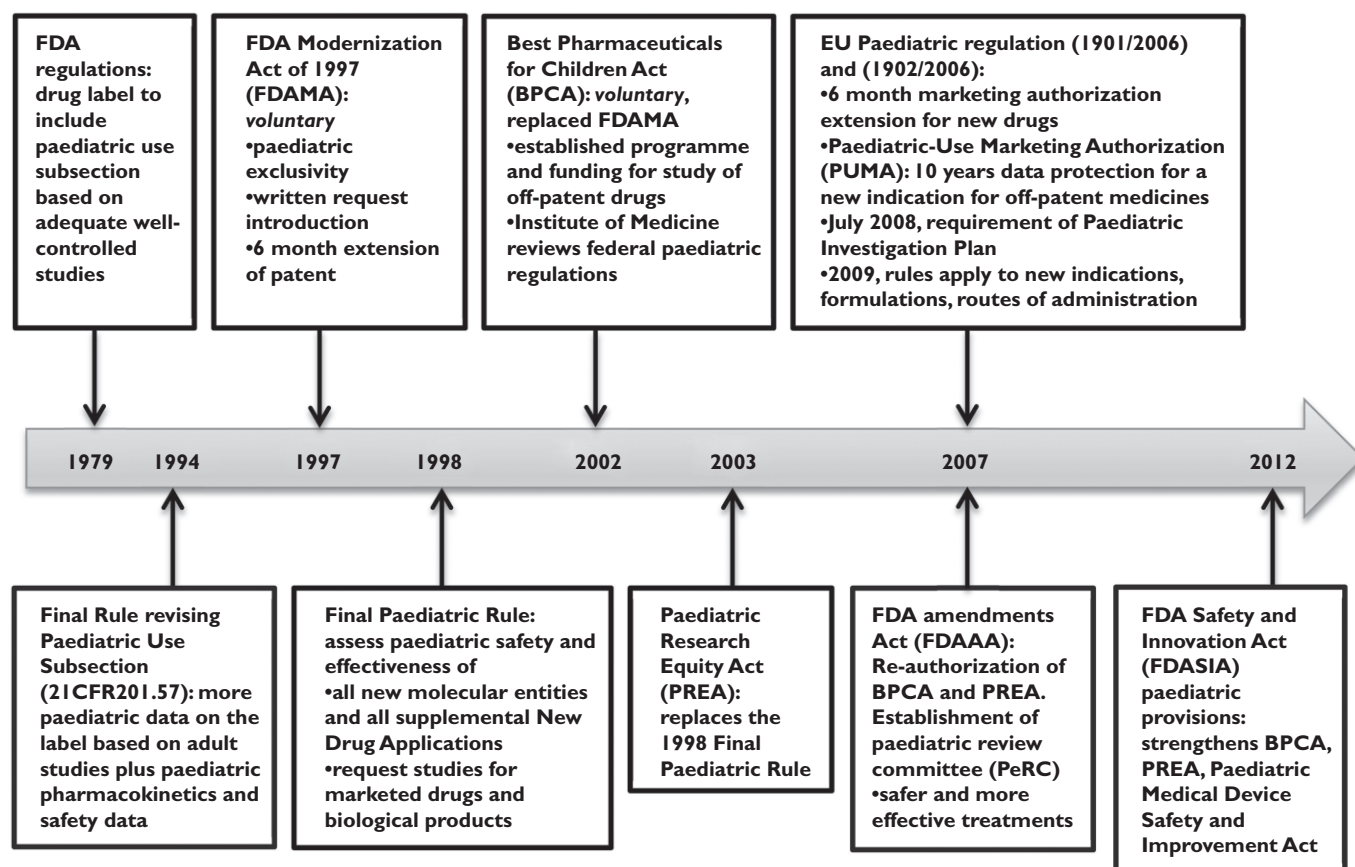 FDA
regulations:
drug label to
include
paediatric use
subsection
based on
adequate well-
controlled
studies
FDA Modernization
Act of 1997
(FDAMA):
voluntary
•paediatric
exclusivity
•written request
introduction
•6 month extension
of patent
Best Pharmaceuticals
for Children Act
(BPCA): voluntary,
replaced FDAMA
•established programme
and funding for study of
off-patent drugs
•Institute of Medicine
reviews federal paediatric
regulations
EU Paediatric regulation (1901/2006)
and (1902/2006):
•6 month marketing authorization
extension for new drugs
•Paediatric-Use Marketing Authorization
(PUMA): 10 years data protection for a
new indication for off-patent medicines
•July 2008, requirement of Paediatric
Investigation Plan
•2009, rules apply to new indications,
formulations, routes of administration
1979 1994 1997 1998 2002 2003 2007 2012
Final Rule revising
Paediatric Use
Subsection
(21CFR201.57): more
paediatric data on the
label based on adult
studies plus paediatric
pharmacokinetics and
safety data
Final Paediatric Rule:
assess paediatric safety and
effectiveness of
•all new molecular entities
and all supplemental New
Drug Applications
•request studies for
marketed drugs and
biological products
Paediatric
Research
Equity Act
(PREA):
replaces the
1998 Final
Paediatric Rule
FDA amendments
Act (FDAAA):
Re-authorization of
BPCA and PREA.
Establishment of
paediatric review
committee (PeRC)
•safer and more
effective treatments
FDA Safety and
Innovation Act
(FDASIA)
paediatric
provisions:
strengthens BPCA,
PREA, Paediatric
Medical Device
Safety and
Improvement Act